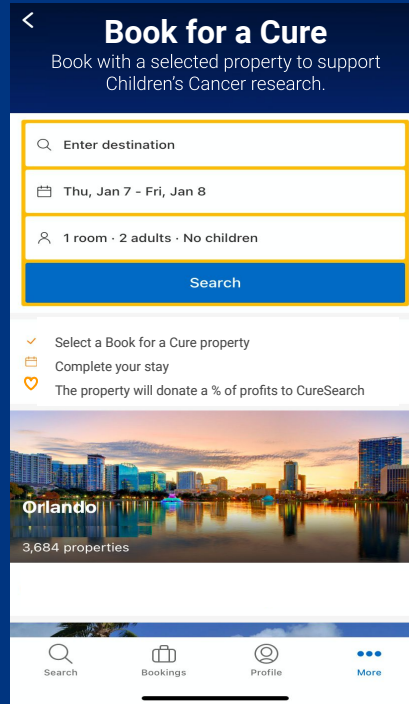 Book for a Cure
Book with a selected property to support
Children's Cancer research.
Enter destination
Thu, Jan 7 - Fri, Jan 8
1 room · 2 adults · No children
Search
Select a Book for a Cure property
Complete your stay
The property will donate a % of profits to CureSearch
Orlando
3,684 properties
Search
Bookings
Profile
More